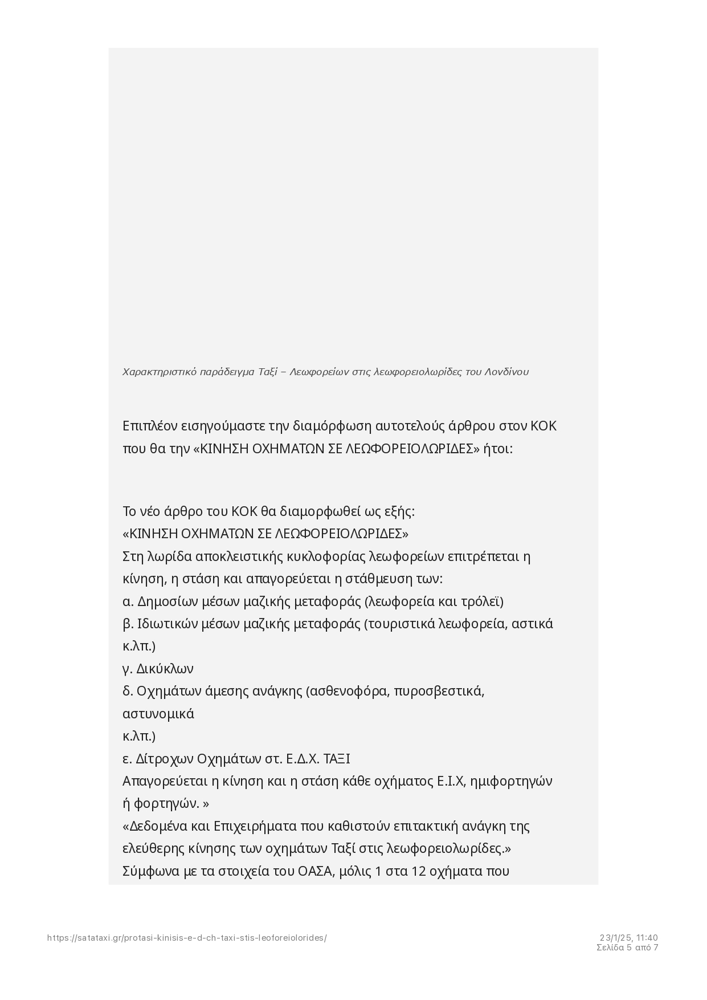 Χαρακτηριστικό παράδειγμα Ταξί – Λεωφορείων στις λεωφορειολωρίδες του Λονδίνου
Επιπλέον εισηγούμαστε την διαμόρφωση αυτοτελούς άρθρου στον ΚΟΚ
που θα την «ΚΙΝΗΣΗ ΟΧΗΜΑΤΩΝ ΣΕ ΛΕΩΦΟΡΕΙΟΛΩΡΙΔΕΣ» ήτοι:
Το νέο άρθρο του ΚΟΚ θα διαμορφωθεί ως εξής:
«ΚΙΝΗΣΗ ΟΧΗΜΑΤΩΝ ΣΕ ΛΕΩΦΟΡΕΙΟΛΩΡΙΔΕΣ»
Στη λωρίδα αποκλειστικής κυκλοφορίας λεωφορείων επιτρέπεται η
κίνηση, η στάση και απαγορεύεται η στάθμευση των:
α. Δημοσίων μέσων μαζικής μεταφοράς (λεωφορεία και τρόλεϊ)
β. Ιδιωτικών μέσων μαζικής μεταφοράς (τουριστικά λεωφορεία, αστικά
κ.λπ.)
γ. Δικύκλων
δ. Οχημάτων άμεσης ανάγκης (ασθενοφόρα, πυροσβεστικά,
αστυνομικά
κ.λπ.)
ε. Δίτροχων Οχημάτων στ. Ε.Δ.Χ. ΤΑΞΙ
Απαγορεύεται η κίνηση και η στάση κάθε οχήματος Ε.Ι.Χ, ημιφορτηγών
ή φορτηγών. »
«Δεδομένα και Επιχειρήματα που καθιστούν επιτακτική ανάγκη της
ελεύθερης κίνησης των οχημάτων Ταξί στις λεωφορειολωρίδες.»
Σύμφωνα με τα στοιχεία του ΟΑΣΑ, μόλις 1 στα 12 οχήματα που
https://satataxi.gr/protasi-kinisis-e-d-ch-taxi-stis-leoforeiolorides/
23/1/25, 11:40
Σελίδα 5 από 7